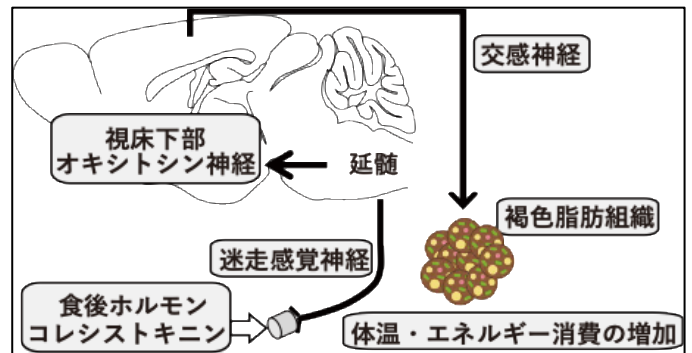 交感神経
視床下部
オキシトシン神経
延髄
褐色脂肪組織
迷走感覚神経
食後ホルモン
コレシストキニン
体温・エネルギー消費の増加